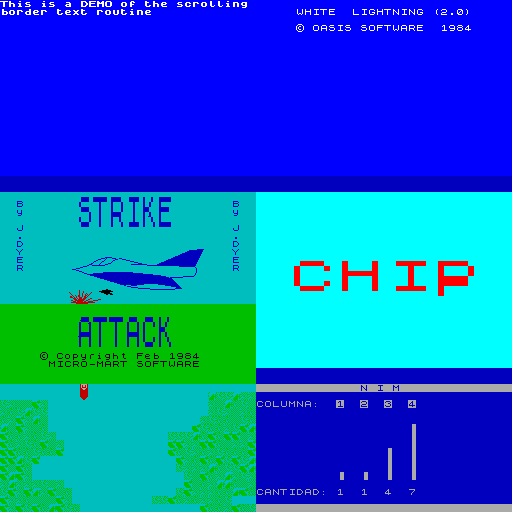 This is a DEMO of the scrolling
border text routine
WHITE LIGHTNING (2.0)
© OASIS SOFTWARE 1984
STRIKE
By J.DYER
By J.DYER
ATTACK
© Copyright Feb 1984
MICRO-MART SOFTWARE
CHIP
N I M
COLUMNA: 1 2 3 4
CANTIDAD: 1 1 4 7